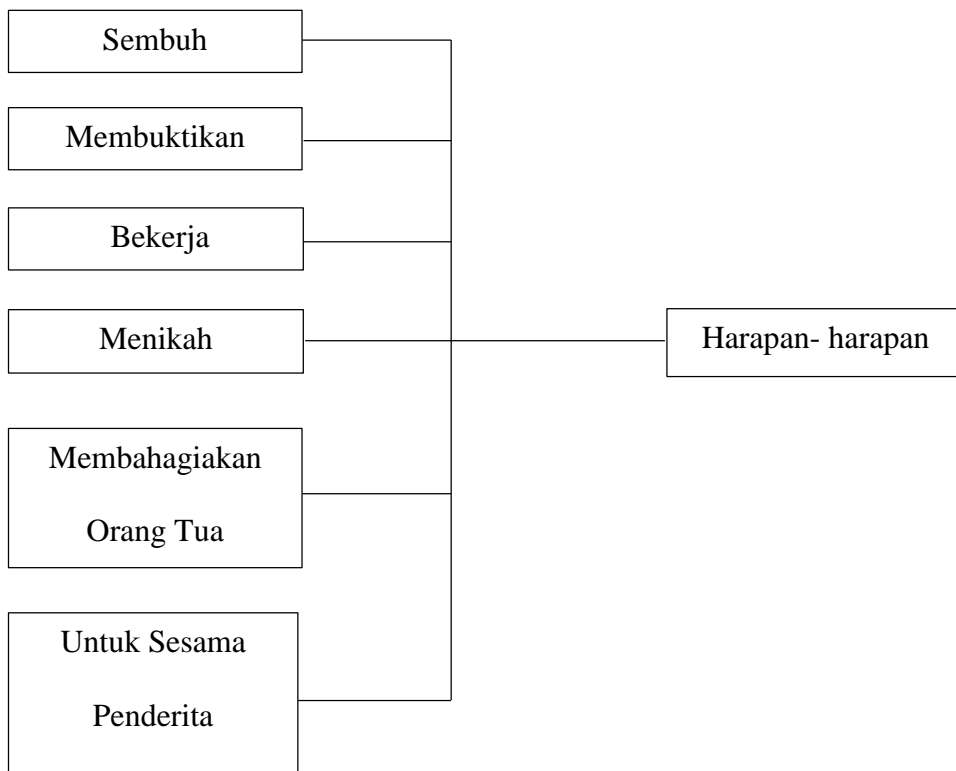 Sembuh
Membuktikan
Bekerja
Menikah
Harapan- harapan
Membahagiakan
Orang Tua
Untuk Sesama
Penderita